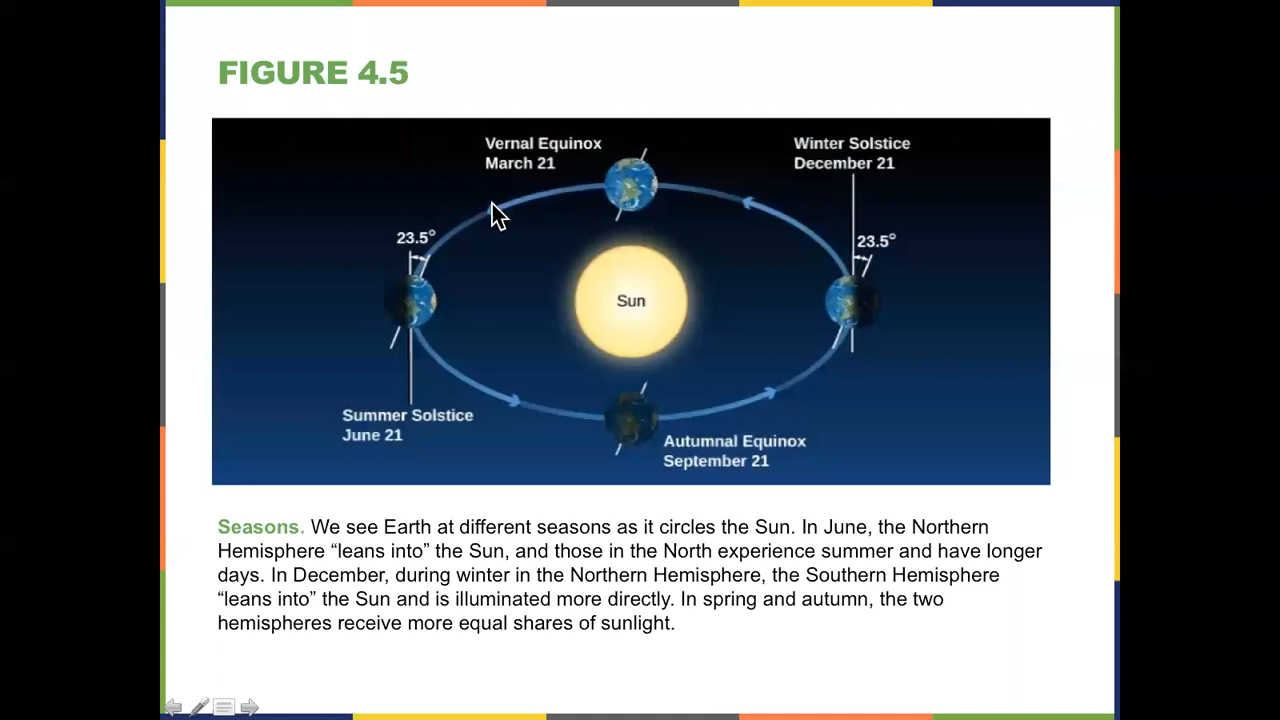 FIGURE 4.5
Vernal Equinox
March 21
Winter Solstice
December 21
23.5°
23.5°
Sun
Summer Solstice
June 21
Autumnal Equinox
September 21
Seasons. We see Earth at different seasons as it circles the Sun. In June, the Northern
Hemisphere “leans into” the Sun, and those in the North experience summer and have longer
days. In December, during winter in the Northern Hemisphere, the Southern Hemisphere
“leans into” the Sun and is illuminated more directly. In spring and autumn, the two
hemispheres receive more equal shares of sunlight.